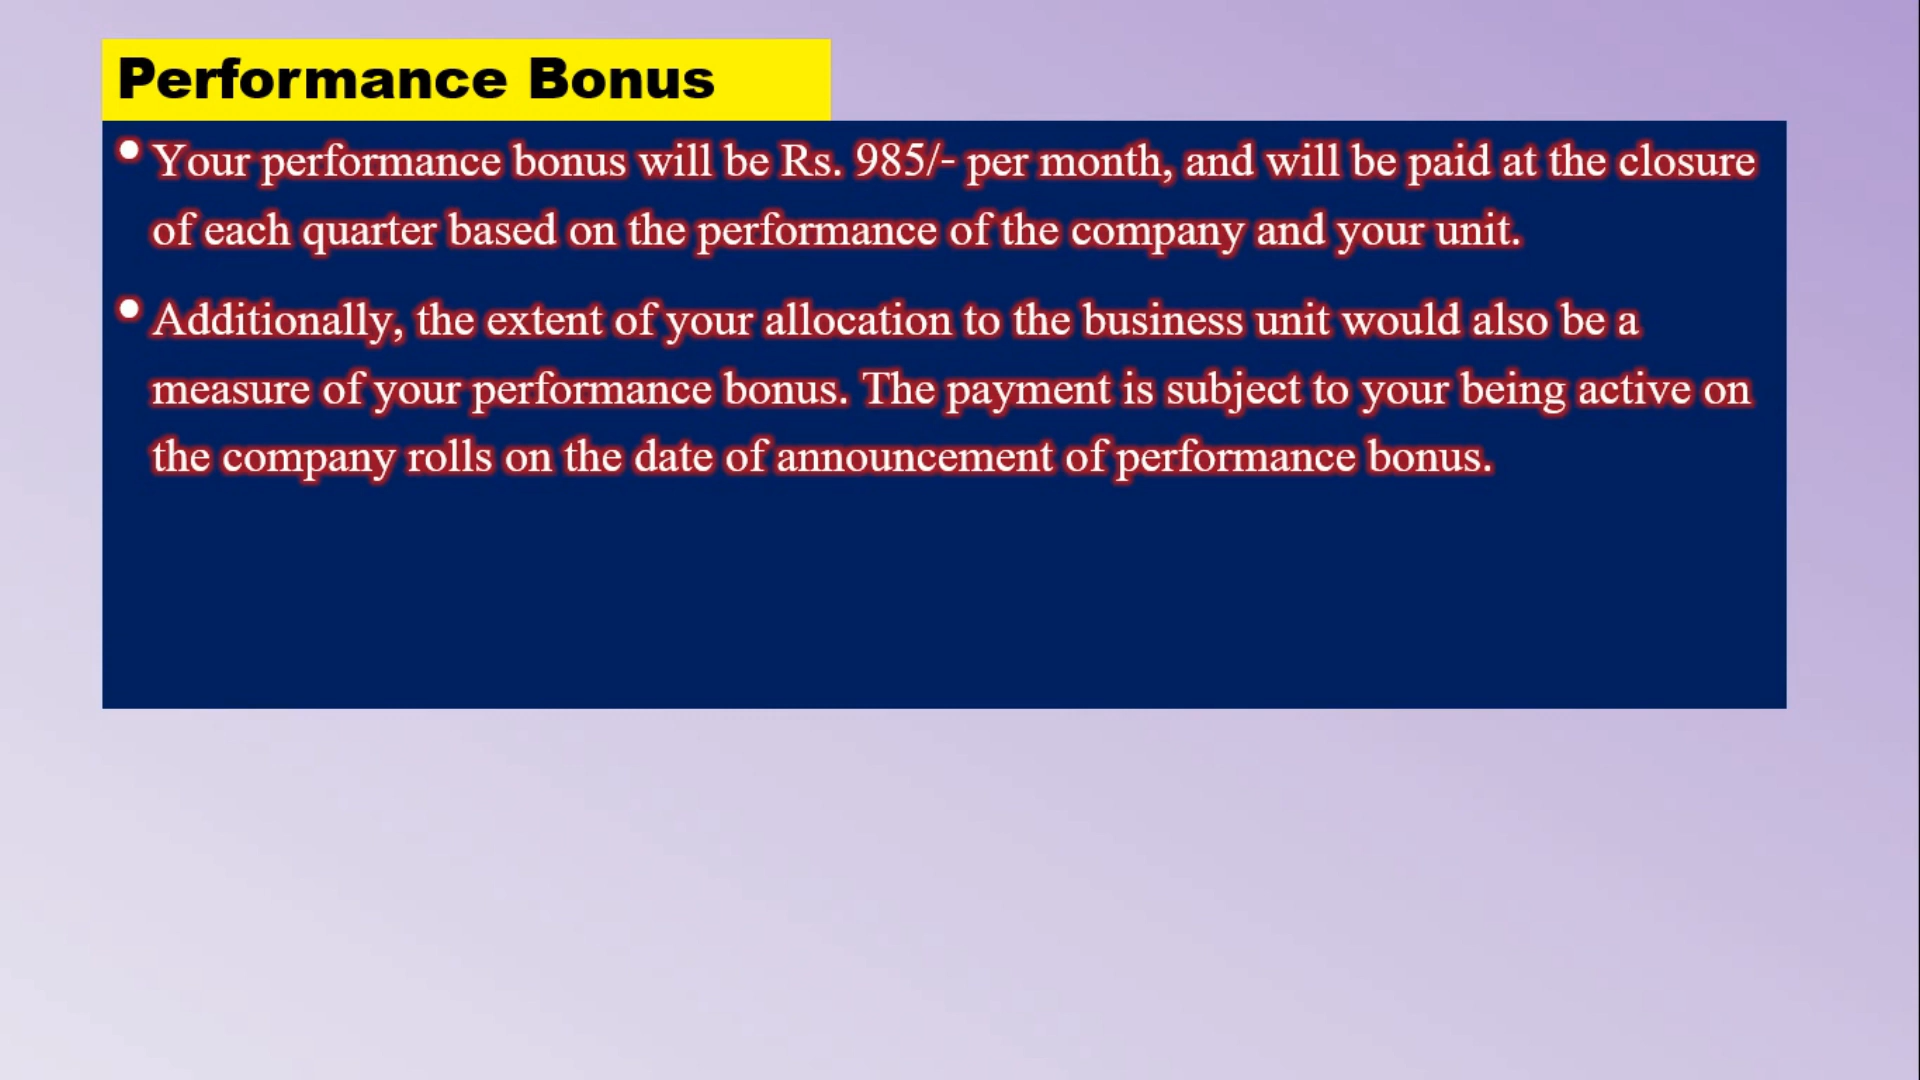 Performance Bonus
• Your performance bonus will be Rs. 985/- per month, and will be paid at the closure
of each quarter based on the performance of the company and your unit.
• Additionally, the extent of your allocation to the business unit would also be a
measure of your performance bonus. The payment is subject to your being active on
the company rolls on the date of announcement of performance bonus.